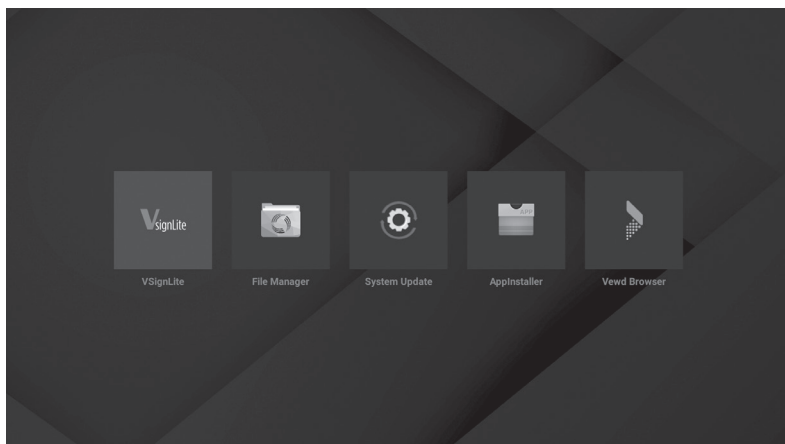 VsignLite
APP
VSignLite
File Manager
System Update
AppInstaller
Vewd Browser